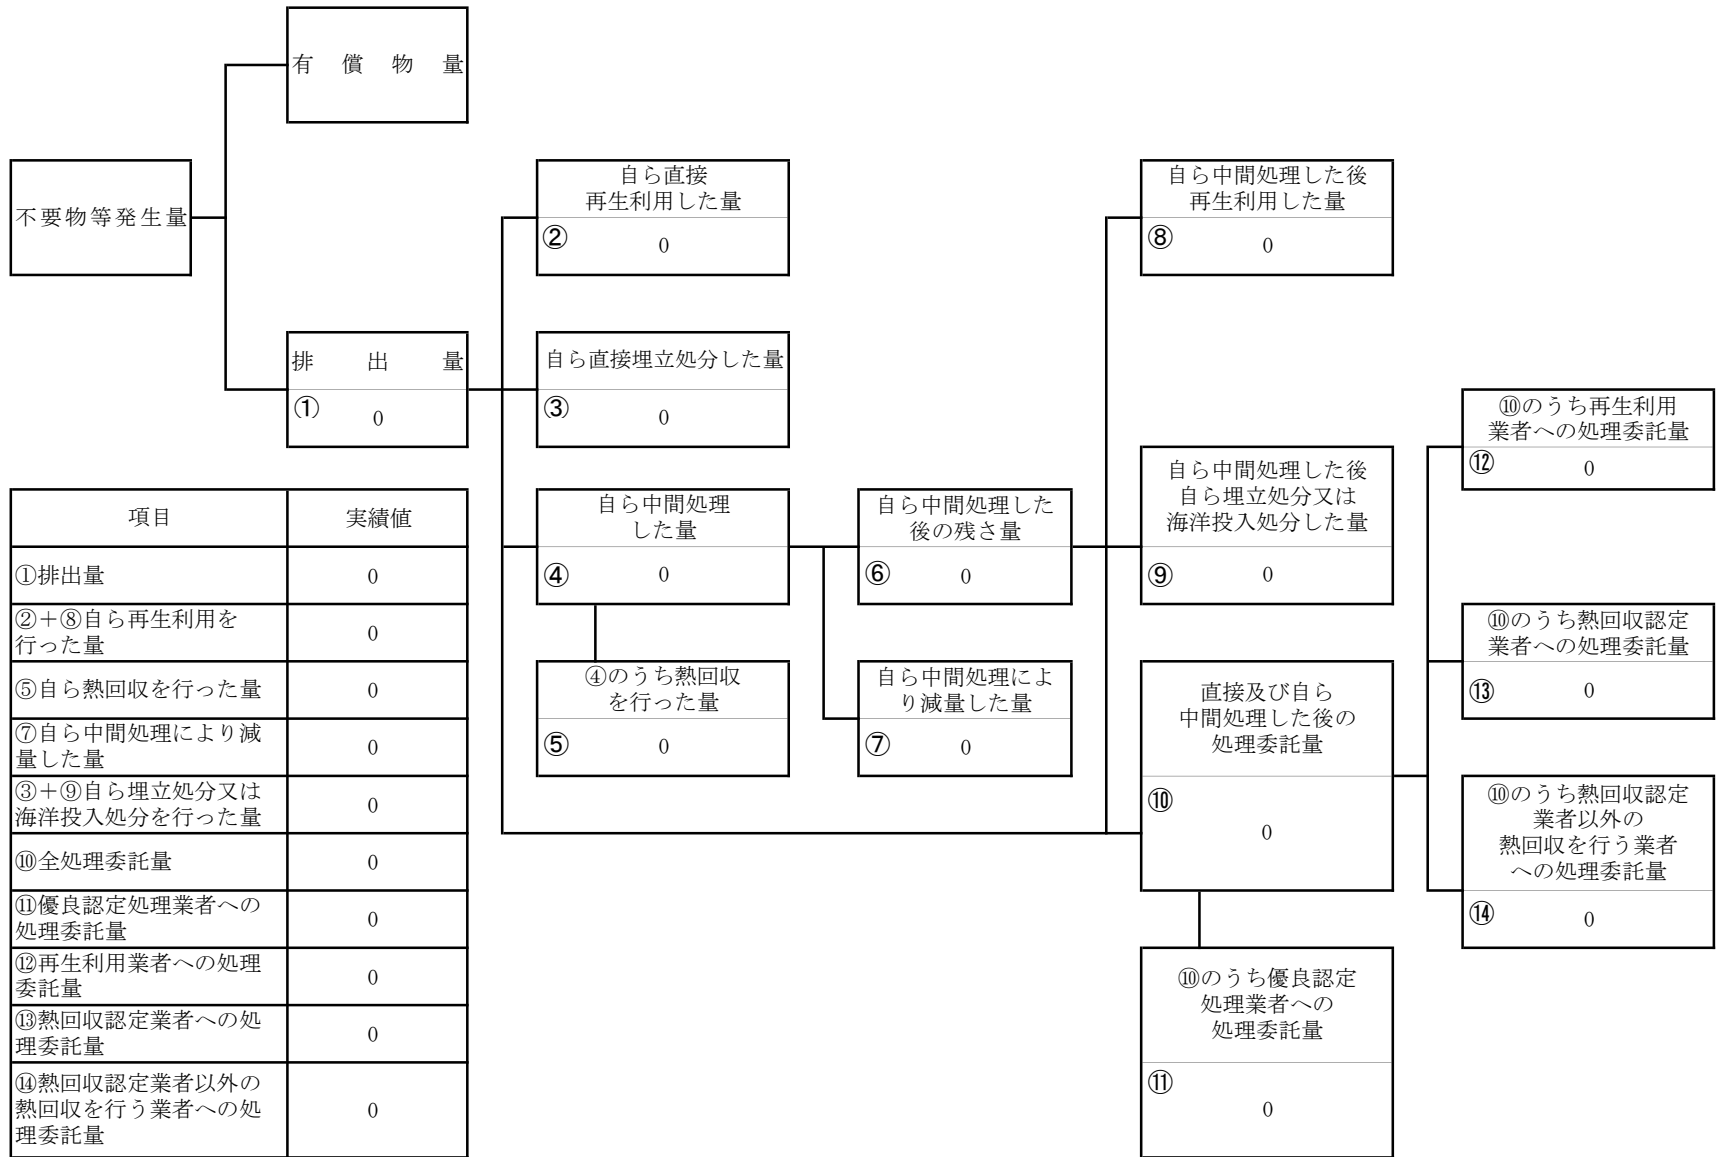 有償物量
不要物等発生量
排出量
① 0
自ら直接
再生利用した量
② 0
自ら直接埋立処分した量
③ 0
自ら中間処理
した量
④ 0
④のうち熱回収
を行った量
⑤ 0
自ら中間処理した
後の残さ量
⑥ 0
自ら中間処理によ
り減量した量
⑦ 0
自ら中間処理した後
再生利用した量
⑧ 0
自ら中間処理した後
自ら埋立処分又は
海洋投入処分した量
⑨ 0
直接及び自ら
中間処理した後の
処理委託量
⑩
0
⑩のうち優良認定
処理業者への
処理委託量
⑪
0
⑩のうち再生利用
業者への処理委託量
⑫ 0
⑩のうち熱回収認定
業者への処理委託量
⑬ 0
⑩のうち熱回収認定
業者以外の
熱回収を行う業者
への処理委託量
⑭ 0
項目 実績値
①排出量 0
②＋⑧自ら再生利用を
行った量 0
⑤自ら熱回収を行った量 0
⑦自ら中間処理により減
量した量 0
③＋⑨自ら埋立処分又は
海洋投入処分を行った量 0
⑩全処理委託量 0
⑪優良認定処理業者への
処理委託量 0
⑫再生利用業者への処理
委託量 0
⑬熱回収認定業者への処
理委託量 0
⑭熱回収認定業者以外の
熱回収を行う業者への処 0
理委託量